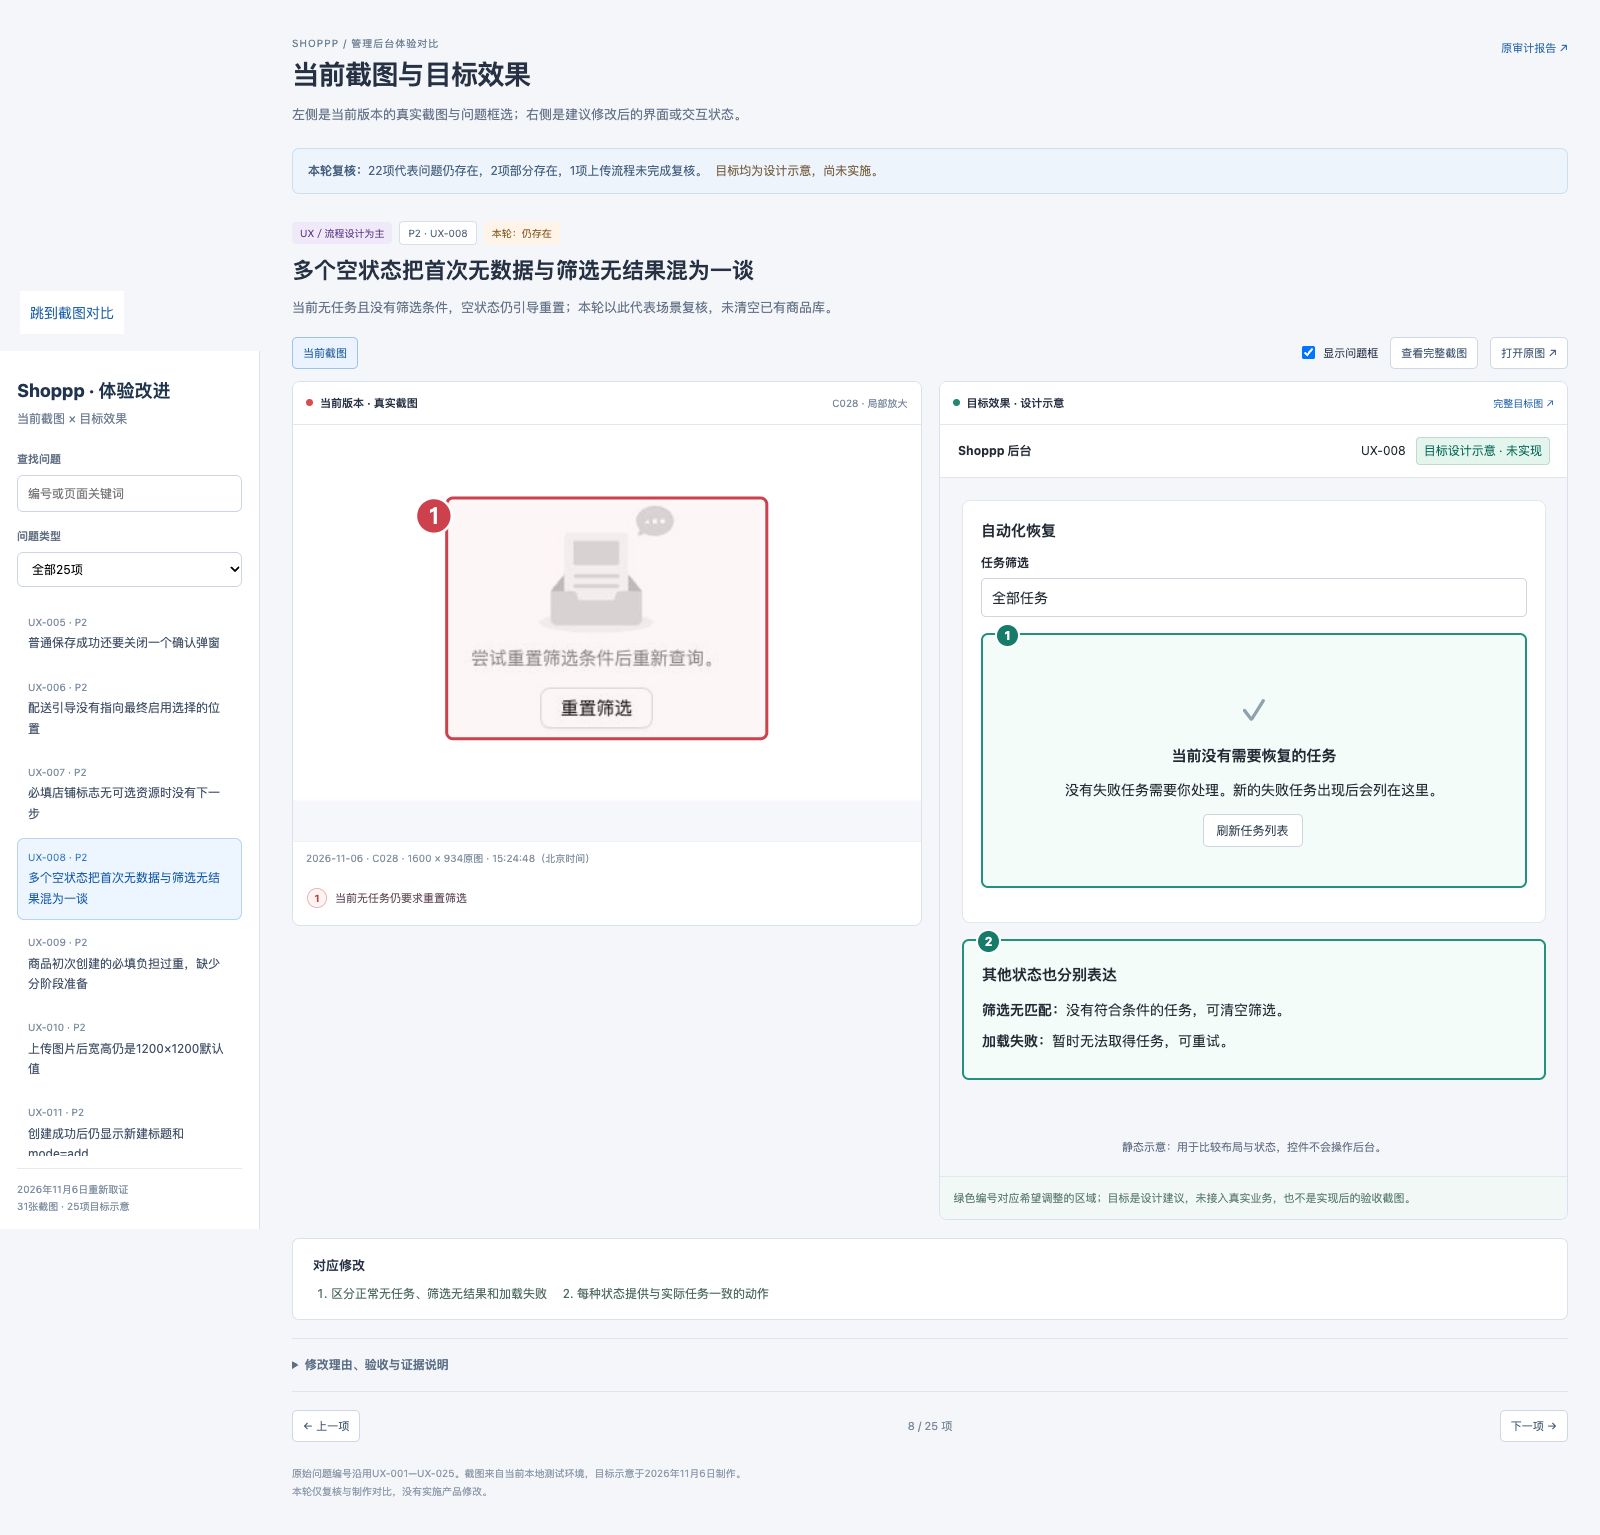 SHOPPP / 管理后台体验对比
当前截图与目标效果
原审计报告 ↗
左侧是当前版本的真实截图与问题框选；右侧是建议修改后的界面或交互状态。
本轮复核：22项代表问题仍存在，2项部分存在，1项上传流程未完成复核。 目标均为设计示意，尚未实施。
UX / 流程设计为主
P2 · UX-008
本轮：仍存在
多个空状态把首次无数据与筛选无结果混为一谈
当前无任务且没有筛选条件，空状态仍引导重置；本轮以此代表场景复核，未清空已有商品库。
跳到截图对比
Shoppp · 体验改进
当前截图 × 目标效果
查找问题
编号或页面关键词
问题类型
全部25项
UX-005 · P2
普通保存成功还要关闭一个确认弹窗
UX-006 · P2
配送引导没有指向最终启用选择的位
置
UX-007 · P2
必填店铺标志无可选资源时没有下一
步
UX-008 · P2
多个空状态把首次无数据与筛选无结
果混为一谈
UX-009 · P2
商品初次创建的必填负担过重，缺少
分阶段准备
UX-010 · P2
上传图片后宽高仍是1200×1200默认
值
UX-011 · P2
创建成功后仍显示新建标题和
mode=add
2026年11月6日重新取证
31张截图 · 25项目标示意
当前截图
显示问题框
查看完整截图
打开原图 ↗
当前版本 · 真实截图
C028 · 局部放大
1
尝试重置筛选条件后重新查询。
重置筛选
2026-11-06 · C028 · 1600 × 934原图 · 15:24:48（北京时间）
1 当前无任务仍要求重置筛选
目标效果 · 设计示意
完整目标图 ↗
Shoppp 后台
UX-008
目标设计示意 · 未实现
自动化恢复
任务筛选
全部任务
1
当前没有需要恢复的任务
没有失败任务需要你处理。新的失败任务出现后会列在这里。
刷新任务列表
2
其他状态也分别表达
筛选无匹配：没有符合条件的任务，可清空筛选。
加载失败：暂时无法取得任务，可重试。
静态示意：用于比较布局与状态，控件不会操作后台。
绿色编号对应希望调整的区域；目标是设计建议，未接入真实业务，也不是实现后的验收截图。
对应修改
1. 区分正常无任务、筛选无结果和加载失败 2. 每种状态提供与实际任务一致的动作
修改理由、验收与证据说明
← 上一项
8 / 25 项
下一项 →
原始问题编号沿用UX-001—UX-025。截图来自当前本地测试环境，目标示意于2026年11月6日制作。
本轮仅复核与制作对比，没有实施产品修改。